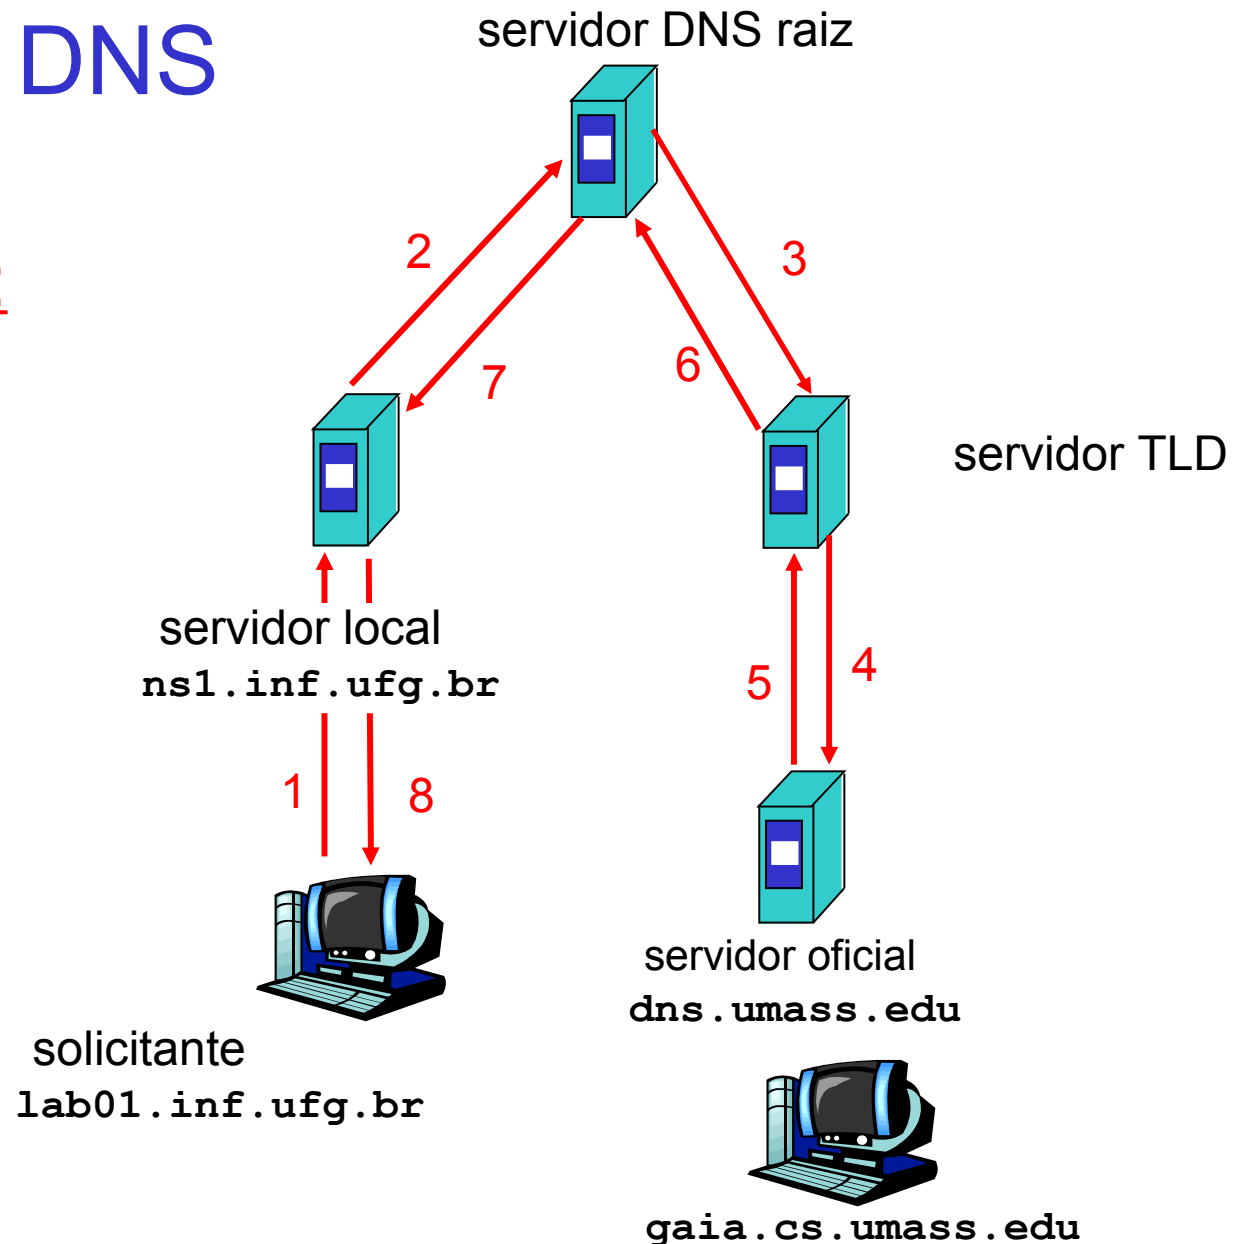 DNS
servidor DNS raiz
2
3
7
6
servidor TLD
servidor local
ns1.inf.ufg.br
5
4
1
8
servidor oficial
dns.umass.edu
solicitante
lab01.inf.ufg.br
gaia.cs.umass.edu